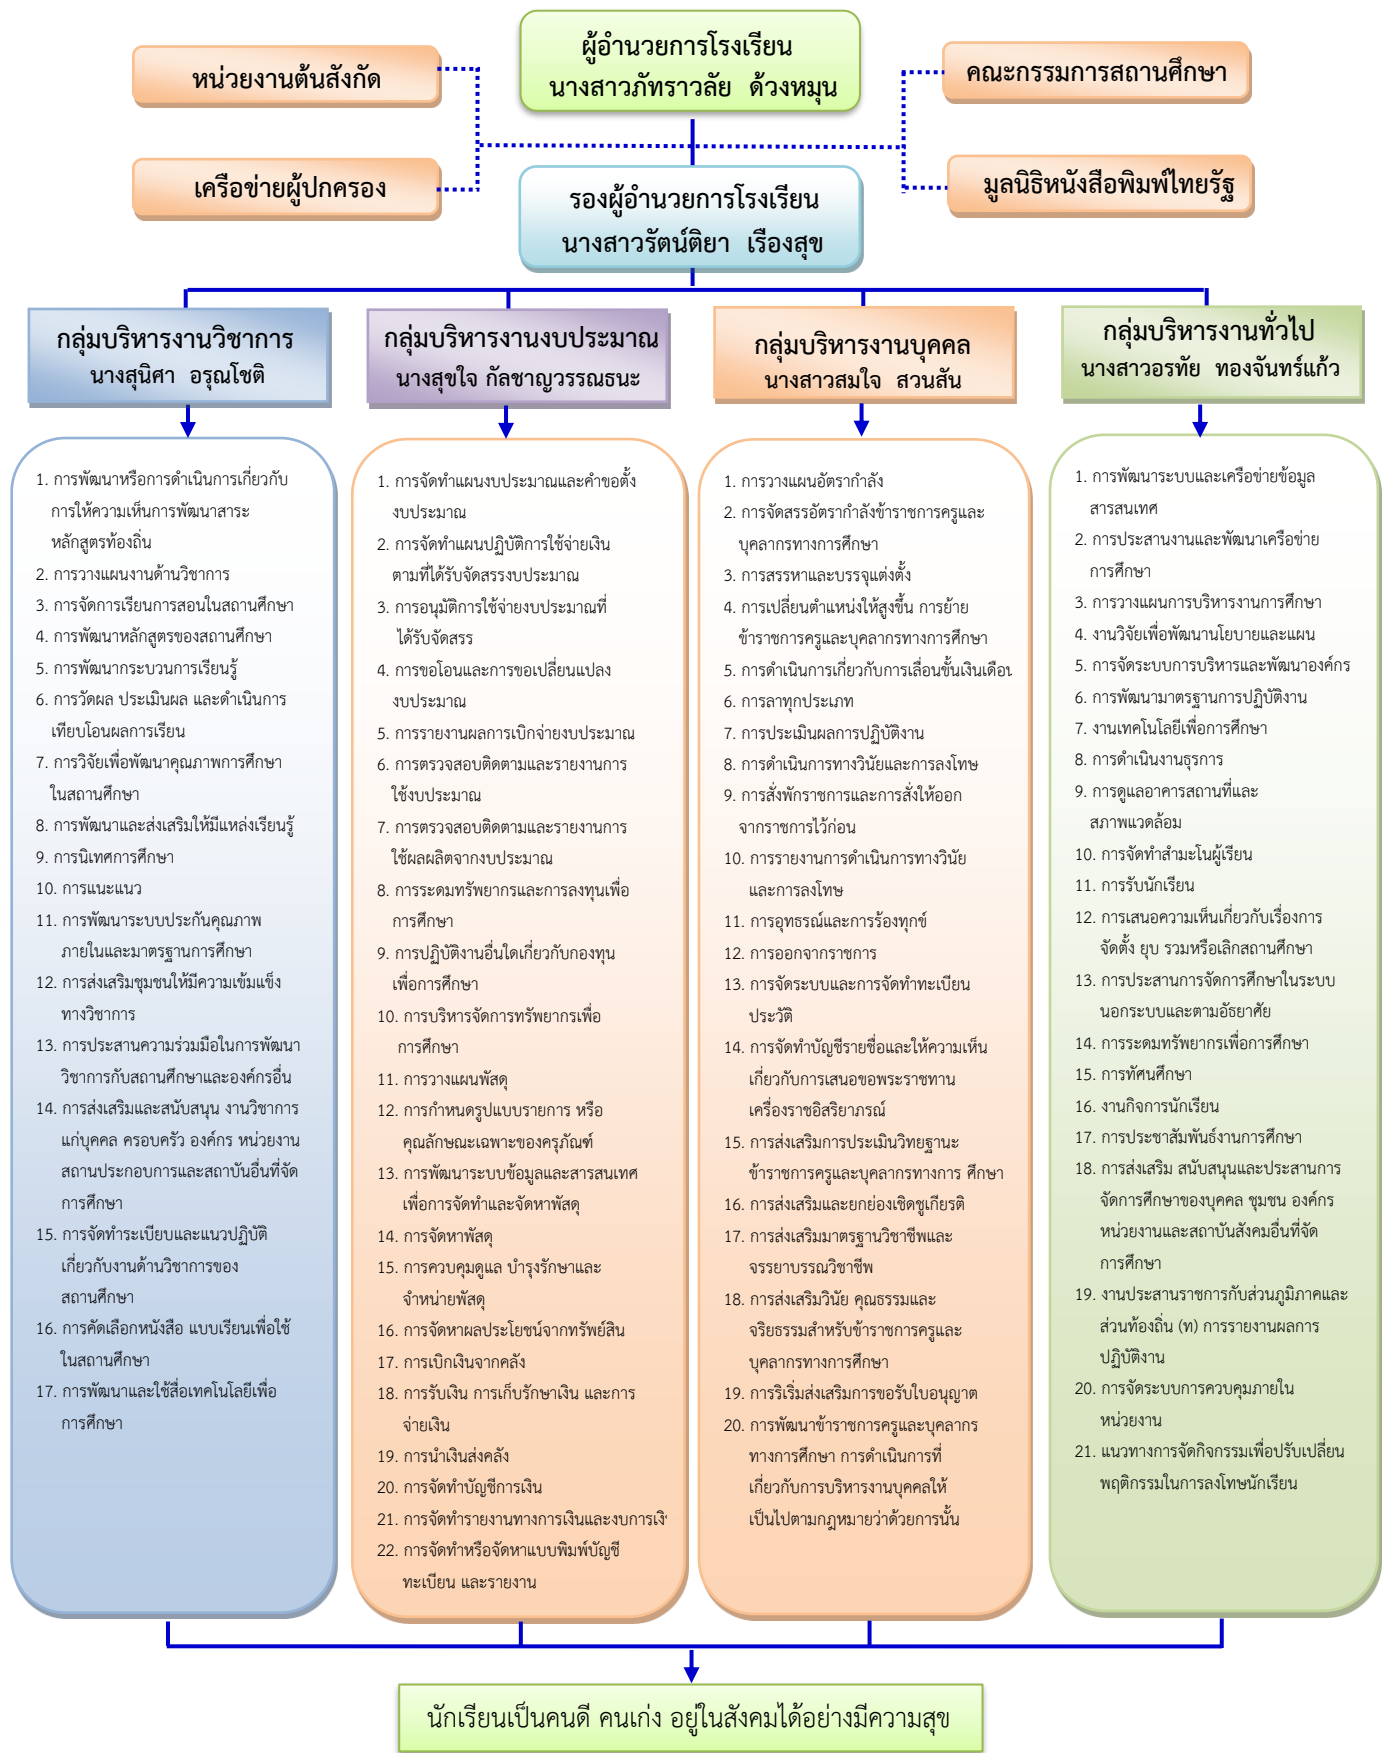 ผู้อำนวยการโรงเรียน
นางสาวภัทราวลัย ด้วงหมุน
หน่วยงานต้นสังกัด
คณะกรรมการสถานศึกษา
เครือข่ายผู้ปกครอง
มูลนิธิหนังสือพิมพ์ไทยรัฐ
รองผู้อำนวยการโรงเรียน
นางสาวรัตน์ติยา เรืองสุข
กลุ่มบริหารงานวิชาการ
นางสุนิศา อรุณโชติ
กลุ่มบริหารงานงบประมาณ
นางสุขใจ กัลชาญวรรณธนะ
กลุ่มบริหารงานบุคคล
นางสาวสมใจ สวนสัน
กลุ่มบริหารงานทั่วไป
นางสาวอรทัย ทองจันทร์แก้ว
1. การพัฒนาหรือการดำเนินการเกี่ยวกับ
การให้ความเห็นการพัฒนาสาระ
หลักสูตรท้องถิ่น
2. การวางแผนงานด้านวิชาการ
3. การจัดการเรียนการสอนในสถานศึกษา
4. การพัฒนาหลักสูตรของสถานศึกษา
5. การพัฒนากระบวนการเรียนรู้
6. การวัดผล ประเมินผล และดำเนินการ
เทียบโอนผลการเรียน
7. การวิจัยเพื่อพัฒนาคุณภาพการศึกษา
ในสถานศึกษา
8. การพัฒนาและส่งเสริมให้มีแหล่งเรียนรู้
9. การนิเทศการศึกษา
10. การแนะแนว
11. การพัฒนาระบบประกันคุณภาพ
ภายในและมาตรฐานการศึกษา
12. การส่งเสริมชุมชนให้มีความเข้มแข็ง
ทางวิชาการ
13. การประสานความร่วมมือในการพัฒนา
วิชาการกับสถานศึกษาและองค์กรอื่น
14. การส่งเสริมและสนับสนุน งานวิชาการ
แก่บุคคล ครอบครัว องค์กร หน่วยงาน
สถานประกอบการและสถาบันอื่นที่จัด
การศึกษา
15. การจัดทำระเบียบและแนวปฏิบัติ
เกี่ยวกับงานด้านวิชาการของ
สถานศึกษา
16. การคัดเลือกหนังสือ แบบเรียนเพื่อใช้
ในสถานศึกษา
17. การพัฒนาและใช้สื่อเทคโนโลยีเพื่อ
การศึกษา
1. การจัดทำแผนงบประมาณและคำขอตั้ง
งบประมาณ
2. การจัดทำแผนปฏิบัติการใช้จ่ายเงิน
ตามที่ได้รับจัดสรรงบประมาณ
3. การอนุมัติการใช้จ่ายงบประมาณที่
ได้รับจัดสรร
4. การขอโอนและการขอเปลี่ยนแปลง
งบประมาณ
5. การรายงานผลการเบิกจ่ายงบประมาณ
6. การตรวจสอบติดตามและรายงานการ
ใช้งบประมาณ
7. การตรวจสอบติดตามและรายงานการ
ใช้ผลผลิตจากงบประมาณ
8. การระดมทรัพยากรและการลงทุนเพื่อ
การศึกษา
9. การปฏิบัติงานอื่นใดเกี่ยวกับกองทุน
เพื่อการศึกษา
10. การบริหารจัดการทรัพยากรเพื่อ
การศึกษา
11. การวางแผนพัสดุ
12. การกำหนดรูปแบบรายการ หรือ
คุณลักษณะเฉพาะของครุภัณฑ์
13. การพัฒนาระบบข้อมูลและสารสนเทศ
เพื่อการจัดทำและจัดหาพัสดุ
14. การจัดหาพัสดุ
15. การควบคุมดูแล บำรุงรักษาและ
จำหน่ายพัสดุ
16. การจัดหาผลประโยชน์จากทรัพย์สิน
17. การเบิกเงินจากคลัง
18. การรับเงิน การเก็บรักษาเงิน และการ
จ่ายเงิน
19. การนำเงินส่งคลัง
20. การจัดทำบัญชีการเงิน
21. การจัดทำรายงานทางการเงินและงบการเงิ
22. การจัดทำหรือจัดหาแบบพิมพ์บัญชี
ทะเบียน และรายงาน
1. การวางแผนอัตรากำลัง
2. การจัดสรรอัตรากำลังข้าราชการครูและ
บุคลากรทางการศึกษา
3. การสรรหาและบรรจุแต่งตั้ง
4. การเปลี่ยนตำแหน่งให้สูงขึ้น การย้าย
ข้าราชการครูและบุคลากรทางการศึกษา
5. การดำเนินการเกี่ยวกับการเลื่อนขั้นเงินเดือน
6. การลาทุกประเภท
7. การประเมินผลการปฏิบัติงาน
8. การดำเนินการทางวินัยและการลงโทษ
9. การสั่งพักราชการและการสั่งให้ออก
จากราชการไว้ก่อน
10. การรายงานการดำเนินการทางวินัย
และการลงโทษ
11. การอุทธรณ์และการร้องทุกข์
12. การออกจากราชการ
13. การจัดระบบและการจัดทำทะเบียน
ประวัติ
14. การจัดทำบัญชีรายชื่อและให้ความเห็น
เกี่ยวกับการเสนอขอพระราชทาน
เครื่องราชอิสริยาภรณ์
15. การส่งเสริมการประเมินวิทยฐานะ
ข้าราชการครูและบุคลากรทางการ ศึกษา
16. การส่งเสริมและยกย่องเชิดชูเกียรติ
17. การส่งเสริมมาตรฐานวิชาชีพและ
จรรยาบรรณวิชาชีพ
18. การส่งเสริมวินัย คุณธรรมและ
จริยธรรมสำหรับข้าราชการครูและ
บุคลากรทางการศึกษา
19. การริเริ่มส่งเสริมการขอรับใบอนุญาต
20. การพัฒนาข้าราชการครูและบุคลากร
ทางการศึกษา การดำเนินการที่
เกี่ยวกับการบริหารงานบุคคลให้
เป็นไปตามกฎหมายว่าด้วยการนั้น
1. การพัฒนาระบบและเครือข่ายข้อมูล
สารสนเทศ
2. การประสานงานและพัฒนาเครือข่าย
การศึกษา
3. การวางแผนการบริหารงานการศึกษา
4. งานวิจัยเพื่อพัฒนานโยบายและแผน
5. การจัดระบบการบริหารและพัฒนาองค์กร
6. การพัฒนามาตรฐานการปฏิบัติงาน
7. งานเทคโนโลยีเพื่อการศึกษา
8. การดำเนินงานธุรการ
9. การดูแลอาคารสถานที่และ
สภาพแวดล้อม
10. การจัดทำสำมะโนผู้เรียน
11. การรับนักเรียน
12. การเสนอความเห็นเกี่ยวกับเรื่องการ
จัดตั้ง ยุบ รวมหรือเลิกสถานศึกษา
13. การประสานการจัดการศึกษาในระบบ
นอกระบบและตามอัธยาศัย
14. การระดมทรัพยากรเพื่อการศึกษา
15. การทัศนศึกษา
16. งานกิจการนักเรียน
17. การประชาสัมพันธ์งานการศึกษา
18. การส่งเสริม สนับสนุนและประสานการ
จัดการศึกษาของบุคคล ชุมชน องค์กร
หน่วยงานและสถาบันสังคมอื่นที่จัด
การศึกษา
19. งานประสานราชการกับส่วนภูมิภาคและ
ส่วนท้องถิ่น (ท) การรายงานผลการ
ปฏิบัติงาน
20. การจัดระบบการควบคุมภายใน
หน่วยงาน
21. แนวทางการจัดกิจกรรมเพื่อปรับเปลี่ยน
พฤติกรรมในการลงโทษนักเรียน
นักเรียนเป็นคนดี คนเก่ง อยู่ในสังคมได้อย่างมีความสุข